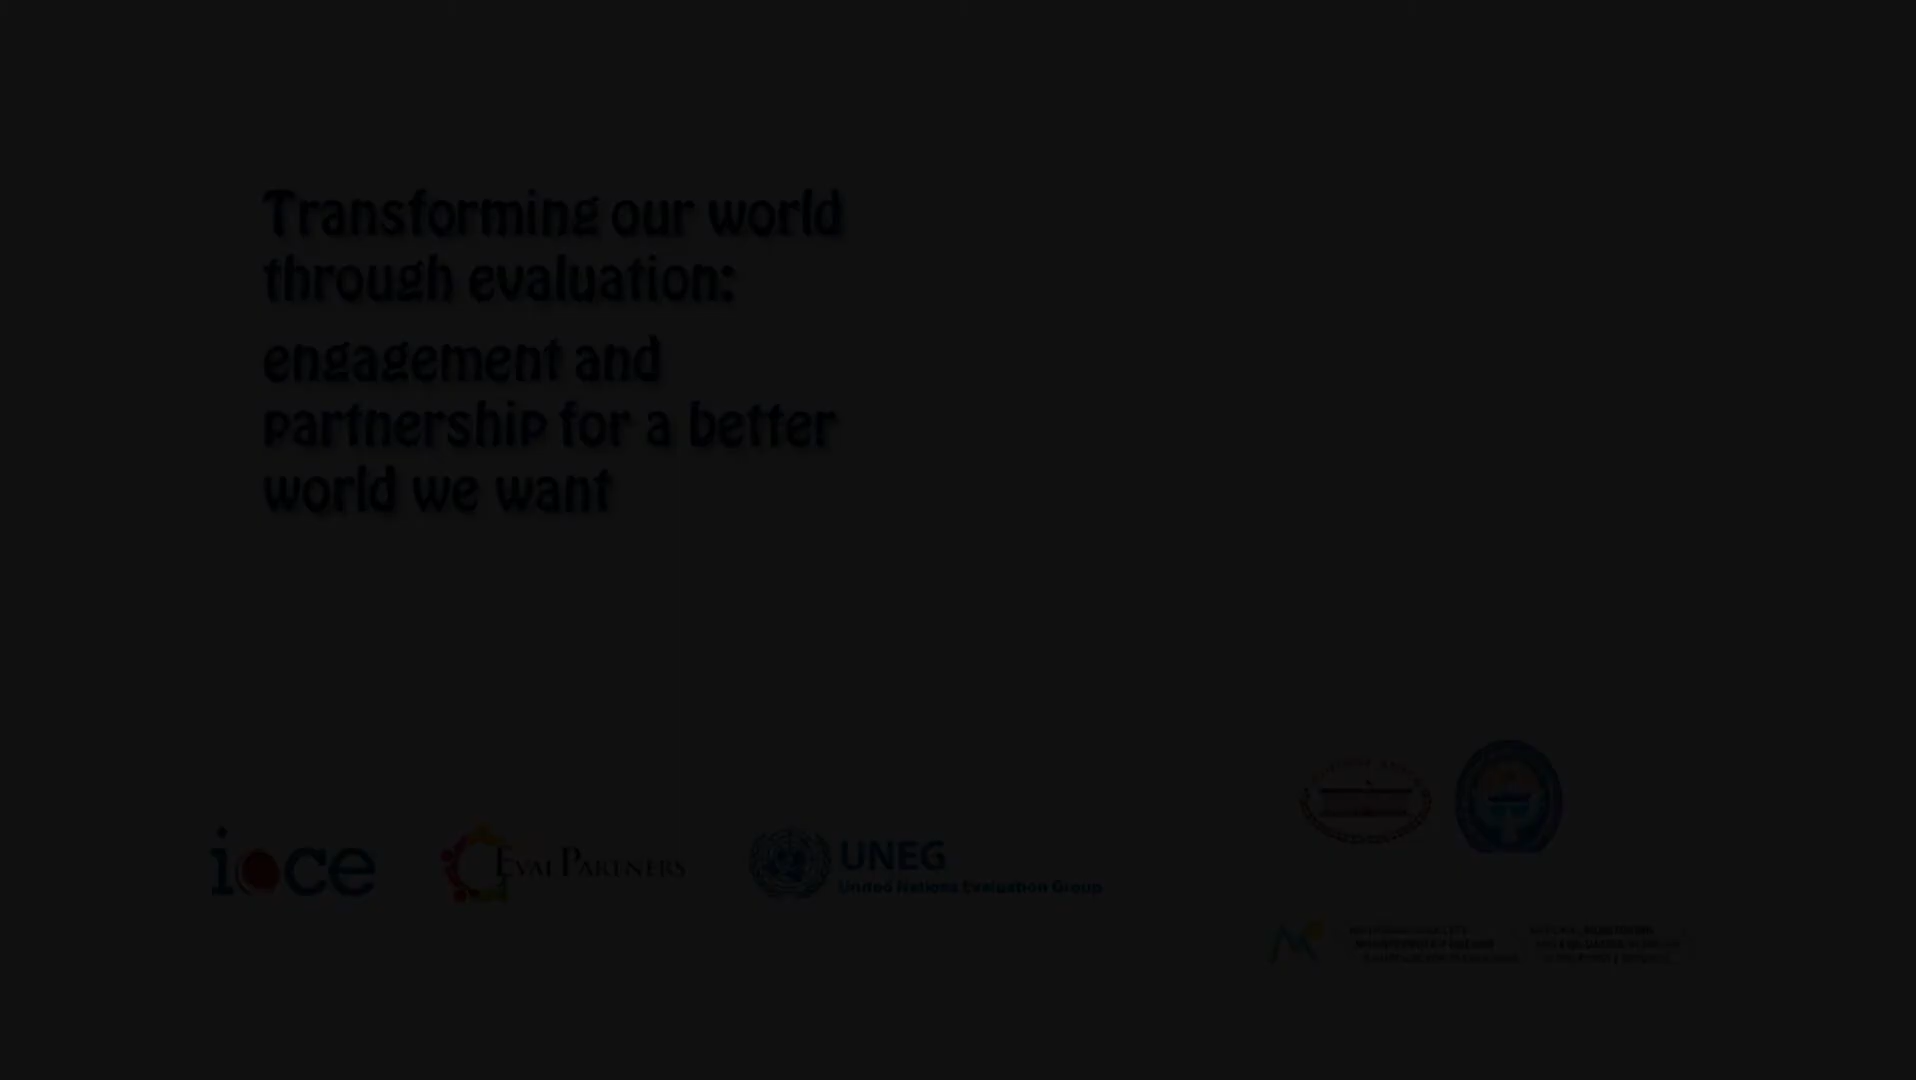 Transforming our world
through evaluation:
engagement and
partnership for a better
world we want
ioce
EvalPartners
UNEG
United Nations Evaluation Group